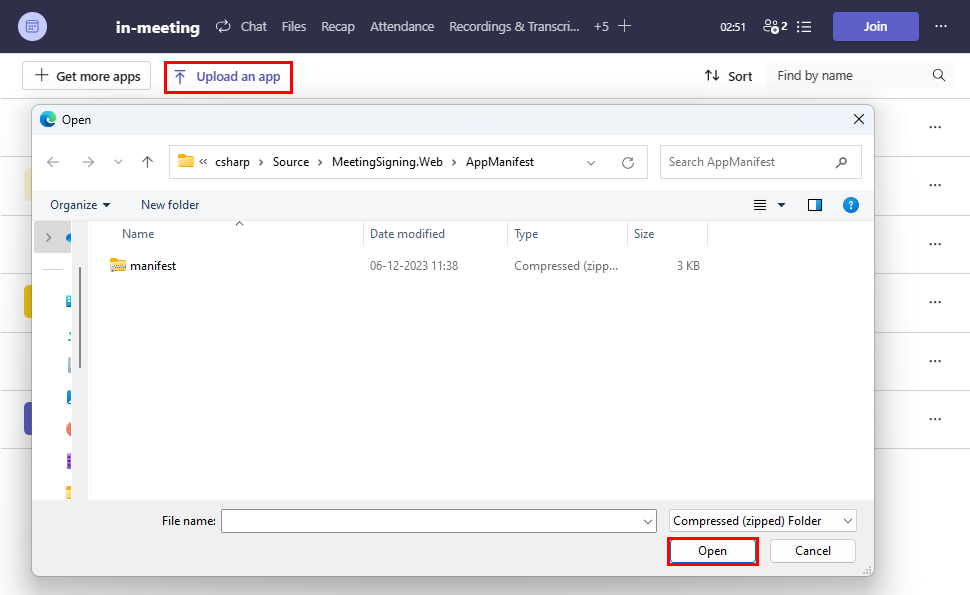 in-meeting Chat Files Recap Attendance Recordings & Transcri... +5 02:51 2 Join
Get more apps Upload an app Sort Find by name
Open
« csharp > Source > MeetingSigning.Web > AppManifest Search AppManifest
Organize New folder ?
Name Date modified Type Size
manifest 06-12-2023 11:38 Compressed (zipp... 3 KB
File name: Compressed (zipped) Folder
Open Cancel